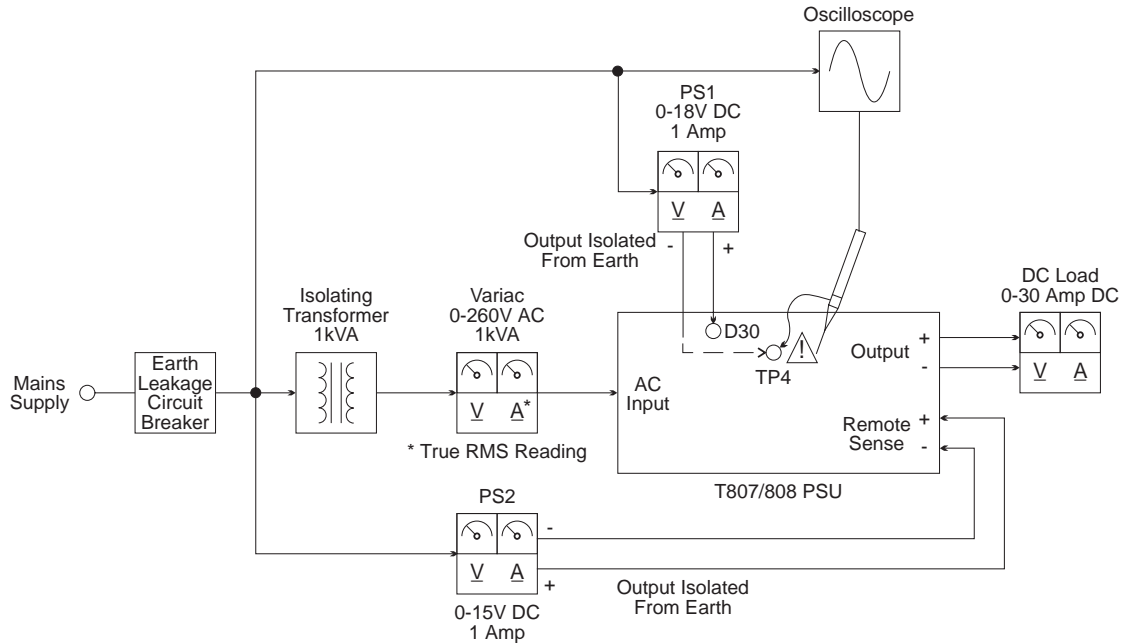 Oscilloscope
PS1
0-18V DC
1 Amp
V A
Output Isolated
From Earth
-
+
Isolating
Transformer
1kVA
Variac
0-260V AC
1kVA
DC Load
0-30 Amp DC
D30
TP4
!
Output
+
-
V A
Mains
Supply
Earth
Leakage
Circuit
Breaker
V A*
AC
Input
Remote
Sense
+
-
* True RMS Reading
T807/808 PSU
PS2
-
V A
+
Output Isolated
From Earth
0-15V DC
1 Amp